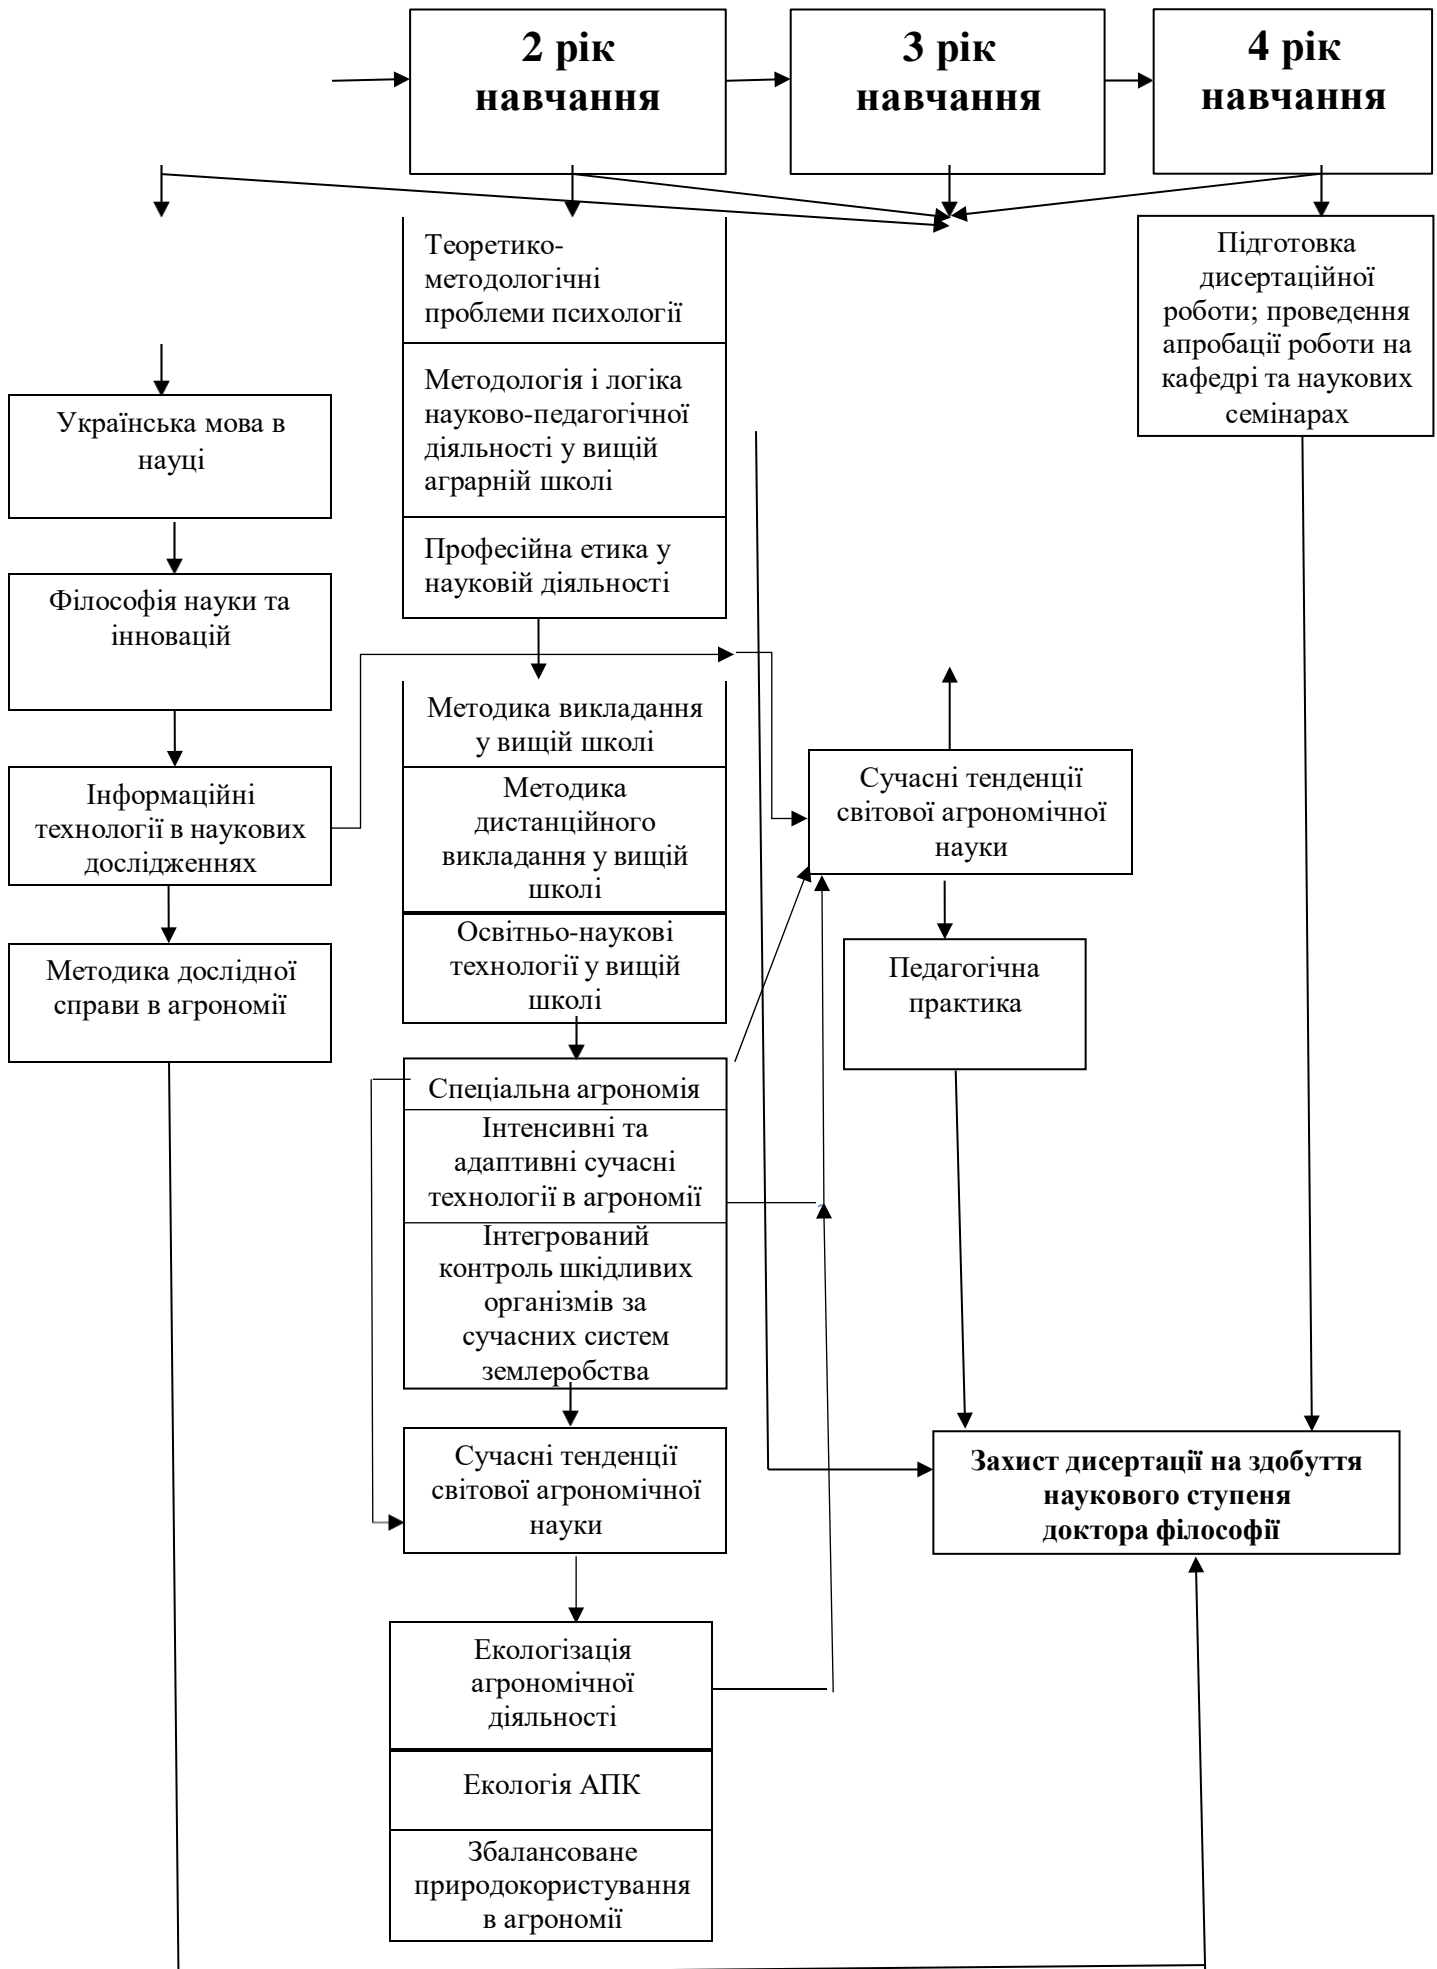 2 рік
навчання
3 рік
навчання
4 рік
навчання
Теоретико-
методологічні
проблеми психології
Методологія і логіка
науково-педагогічної
діяльності у вищій
аграрній школі
Професійна етика у
науковій діяльності
Підготовка
дисертаційної
роботи; проведення
апробації роботи на
кафедрі та наукових
семінарах
Українська мова в
науці
Філософія науки та
інновацій
Інформаційні
технології в наукових
дослідженнях
Методика дослідної
справи в агрономії
Методика викладання
у вищій школі
Методика
дистанційного
викладання у вищій
школі
Освітньо-наукові
технології у вищій
школі
Сучасні тенденції
світової агрономічної
науки
Педагогічна
практика
Спеціальна агрономія
Інтенсивні та
адаптивні сучасні
технології в агрономії
Інтегрований
контроль шкідливих
організмів за
сучасних систем
землеробства
Сучасні тенденції
світової агрономічної
науки
Захист дисертації на здобуття
наукового ступеня
доктора філософії
Екологізація
агрономічної
діяльності
Екологія АПК
Збалансоване
природокористування
в агрономії